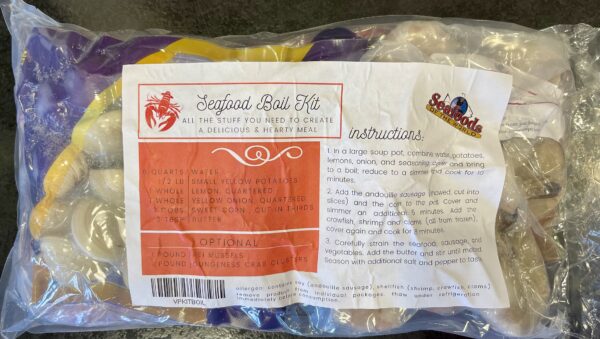 Seafood Boil Kit
ALL THE STUFF YOU NEED TO CREATE
A DELICIOUS & HEARTY MEAL
Seafoods
instructions:
QUARTS WATER
1/2 LB SMALL YELLOW POTATOES
1 WHOLE LEMON, QUARTERED
1 WHOLE YELLOW ONION, QUARTERED
COBS SWEET CORN, CUT IN THIRDS
TBSP BUTTER
OPTIONAL
1 POUND MUSSELS
1 POUND DUNGENESS CRAB CLUSTERS
VPKITBOIL
1. In a large soup pot, combine water, potatoes,
lemons, onion, and seasoning. Cover and bring
to a boil, reduce to a simmer and cook for 10
minutes.
2. Add the andouille sausage (thawed, cut into
slices) and the corn to the pot. Cover and
simmer an additional 5 minutes. Add the
crawfish, shrimp and clams (all from frozen),
cover again and cook for minutes.
3. Carefully strain the seafood, sausage, and
vegetables. Add the butter and stir until melted.
Season with additional salt and pepper to taste.
allergen: contains soy (andouille sausage), shellfish (shrimp, crawfish, clams)
remove product from individual packages, thaw under refrigeration
immediately before consumption.